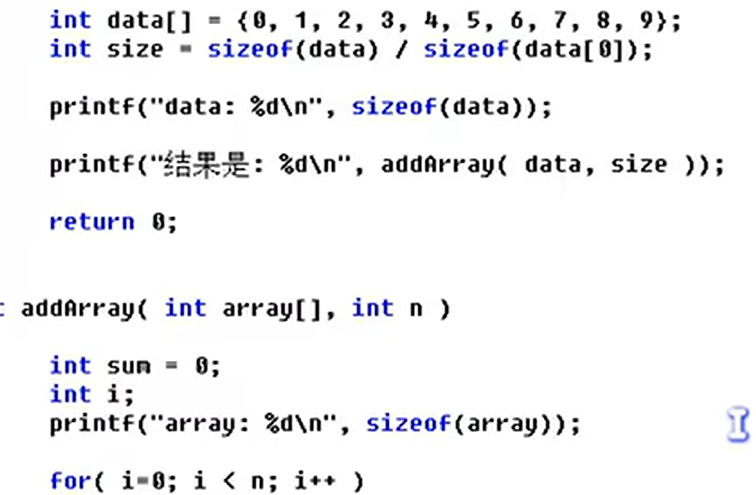 int data[] = {0, 1, 2, 3, 4, 5, 6, 7, 8, 9};
int size = sizeof(data) / sizeof(data[0]);
printf("data: %d\n", sizeof(data));
printf("结果是: %d\n", addArray( data, size ));
return 0;
t addArray( int array[], int n )
int sum = 0;
int i;
printf("array: %d\n", sizeof(array));
for( i=0; i < n; i++ )